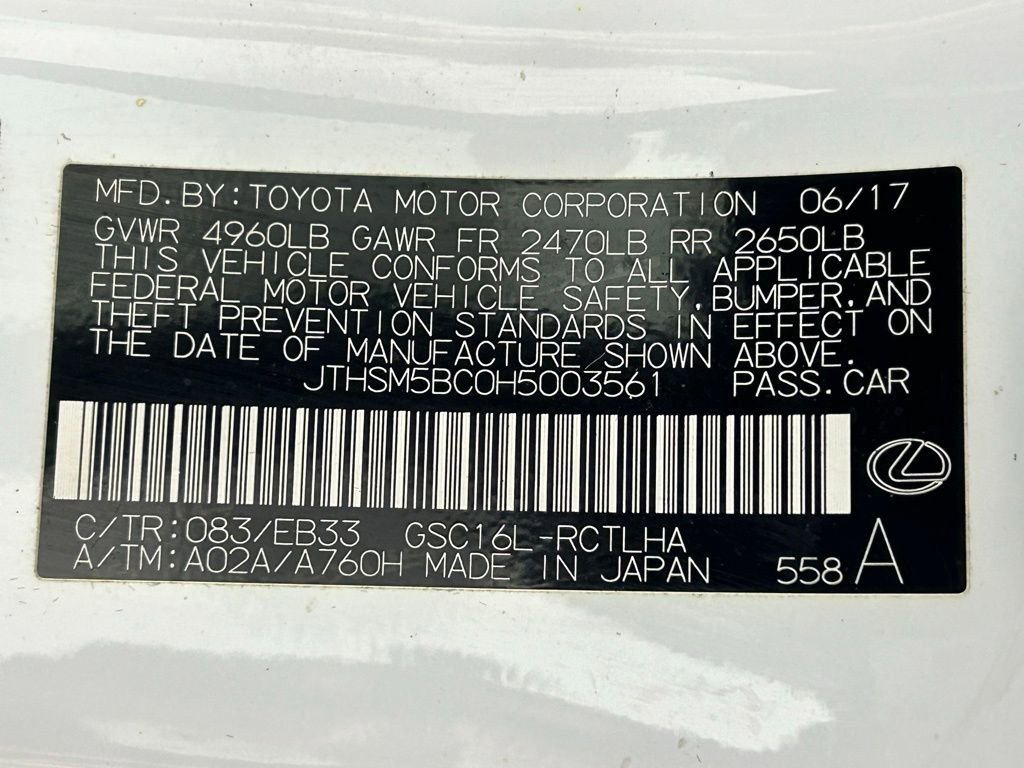 MFD.BY:TOYOTA MOTOR CORPORATION 06/17
GVWR 4960LB GAWR FR 2470LB RR 2650LB
THIS VEHICLE CONFORMS TO ALL APPLICABLE
FEDERAL MOTOR VEHICLE SAFETY,BUMPER,AND
THEFT PREVENTION STANDARDS IN EFFECT ON
THE DATE OF MANUFACTURE SHOWN ABOVE.
JTHSM5BC0H5003561 PASS.CAR
C/TR:083/EB33 GSC16L-RCTLHA
A/TM:A02A/A760H MADE IN JAPAN 558 A